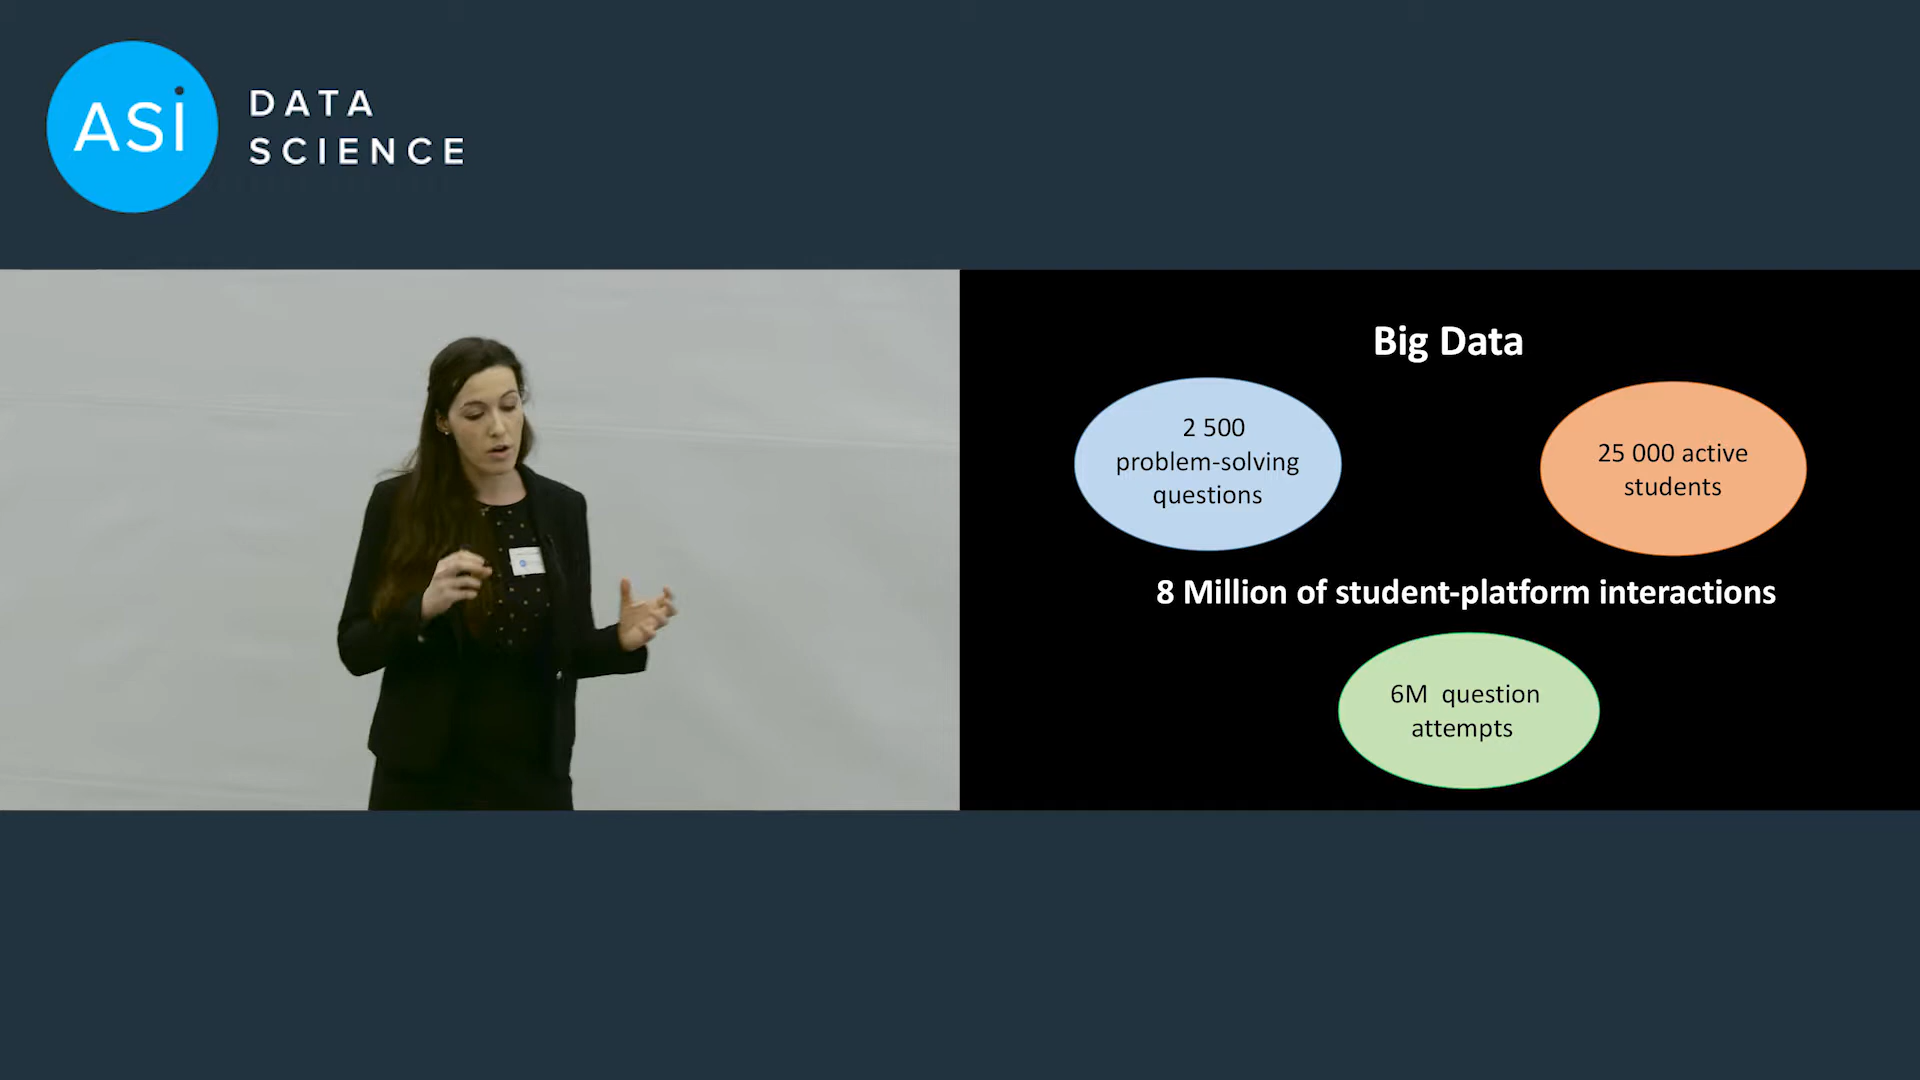 ASI
DATA
SCIENCE
Big Data
2 500
problem-solving
questions
25 000 active
students
8 Million of student-platform interactions
6M  question
attempts